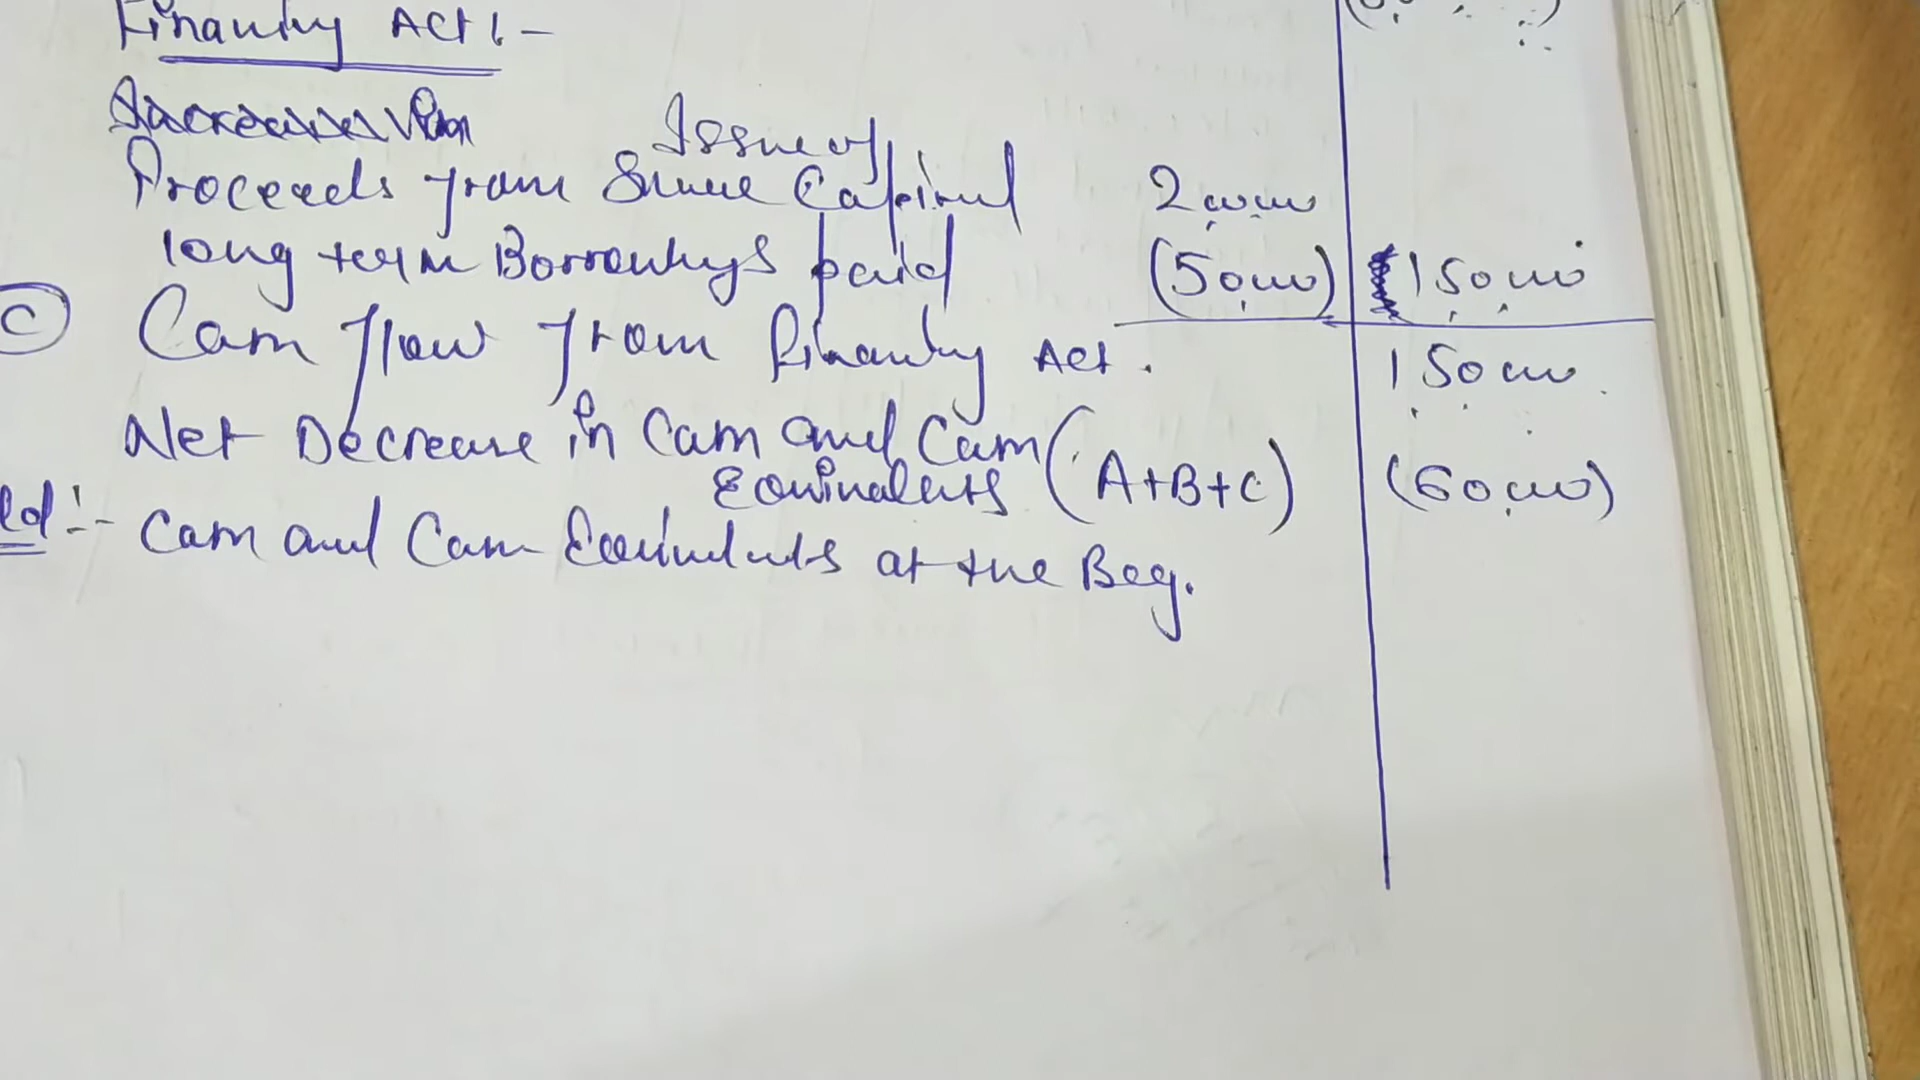 Financing Act :-
Issue of
Proceeds from Share Capital 2,00,000
long term Borrowings paid (50,000) 1,50,000
(C) Cash flow from Financing Act. 1,50,000
Net Decrease in Cash and Cash
Equivalents (A+B+C) (60,000)
Add :- Cash and Cash Equivalents at the Beg.